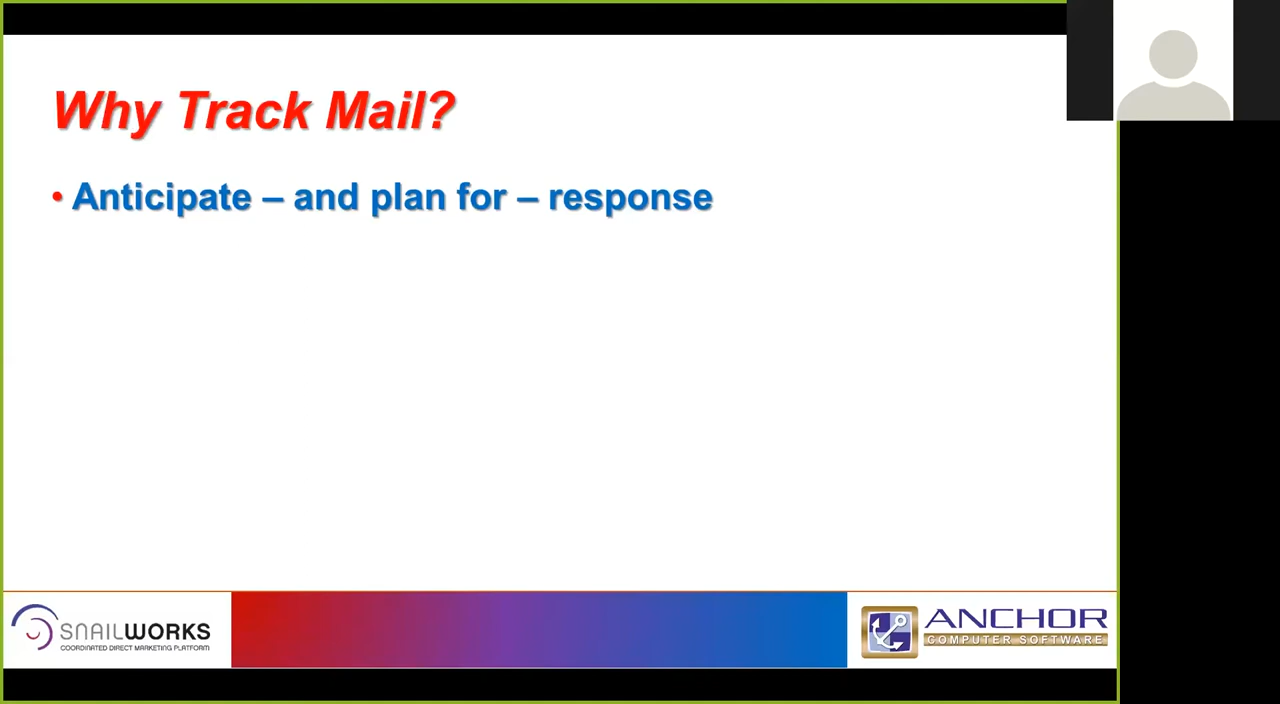 Why Track Mail?
• Anticipate – and plan for – response
SNAILWORKS
COORDINATED DIRECT MARKETING PLATFORM
ANCHOR
COMPUTER SOFTWARE